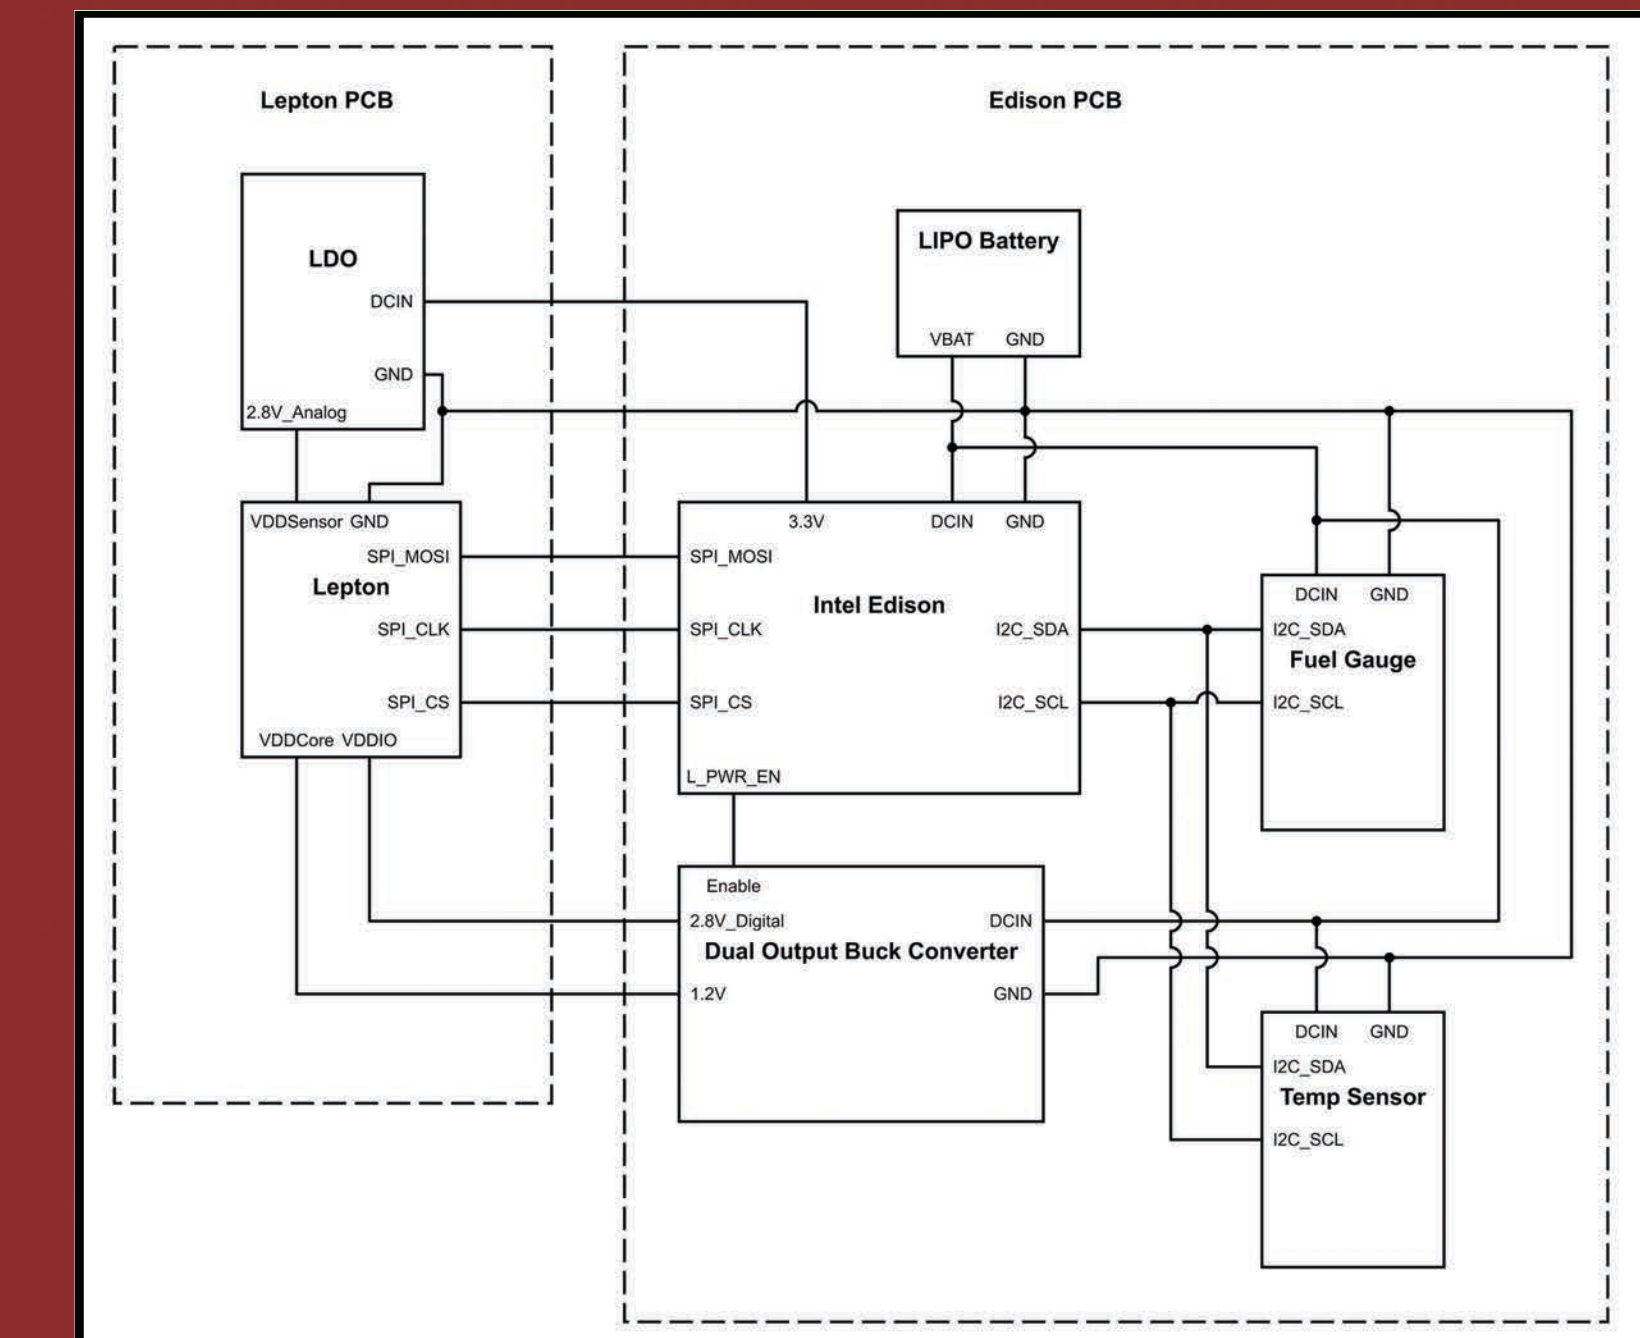 Lepton PCB
Edison PCB
LDO
DCIN
GND
2.8V_Analog
LIPO Battery
VBAT GND
VDDSensor GND
SPI_MOSI
Lepton
SPI_CLK
SPI_CS
VDDCore VDDIO
3.3V DCIN GND
SPI_MOSI
Intel Edison
SPI_CLK
I2C_SDA
SPI_CS
I2C_SCL
L_PWR_EN
DCIN GND
I2C_SDA
Fuel Gauge
I2C_SCL
Enable
2.8V_Digital
DCIN
Dual Output Buck Converter
1.2V
GND
DCIN GND
I2C_SDA
Temp Sensor
I2C_SCL